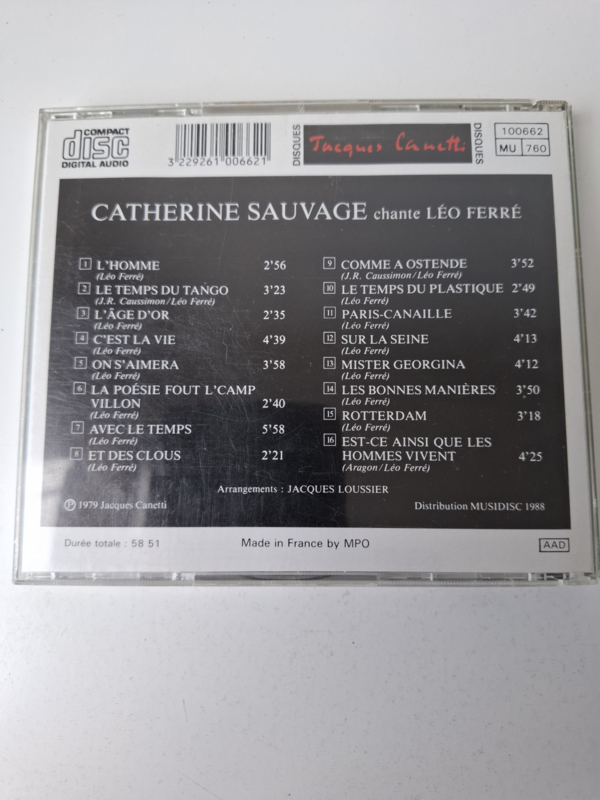 COMPACT
disc
DIGITAL AUDIO
3 229261 006621
DISQUES
Jacques Canetti
DISQUES
100662
MU 760
CATHERINE SAUVAGE chante LÉO FERRÉ
1 L'HOMME 2'56
(Léo Ferré)
2 LE TEMPS DU TANGO 3'23
(J.R. Caussimon/Léo Ferré)
3 L'ÂGE D'OR 2'35
(Léo Ferré)
4 C'EST LA VIE 4'39
(Léo Ferré)
5 ON S'AIMERA 3'58
(Léo Ferré)
6 LA POÉSIE FOUT L'CAMP
VILLON 2'40
(Léo Ferré)
7 AVEC LE TEMPS 5'58
(Léo Ferré)
8 ET DES CLOUS 2'21
(Léo Ferré)
9 COMME A OSTENDE 3'52
(J.R. Caussimon/Léo Ferré)
10 LE TEMPS DU PLASTIQUE 2'49
(Léo Ferré)
11 PARIS-CANAILLE 3'42
(Léo Ferré)
12 SUR LA SEINE 4'13
(Léo Ferré)
13 MISTER GEORGINA 4'12
(Léo Ferré)
14 LES BONNES MANIÈRES 3'50
(Léo Ferré)
15 ROTTERDAM 3'18
(Léo Ferré)
16 EST-CE AINSI QUE LES
HOMMES VIVENT 4'25
(Aragon/Léo Ferré)
Arrangements : JACQUES LOUSSIER
℗ 1979 Jacques Canetti
Distribution MUSIDISC 1988
Durée totale : 58 51
Made in France by MPO
AAD